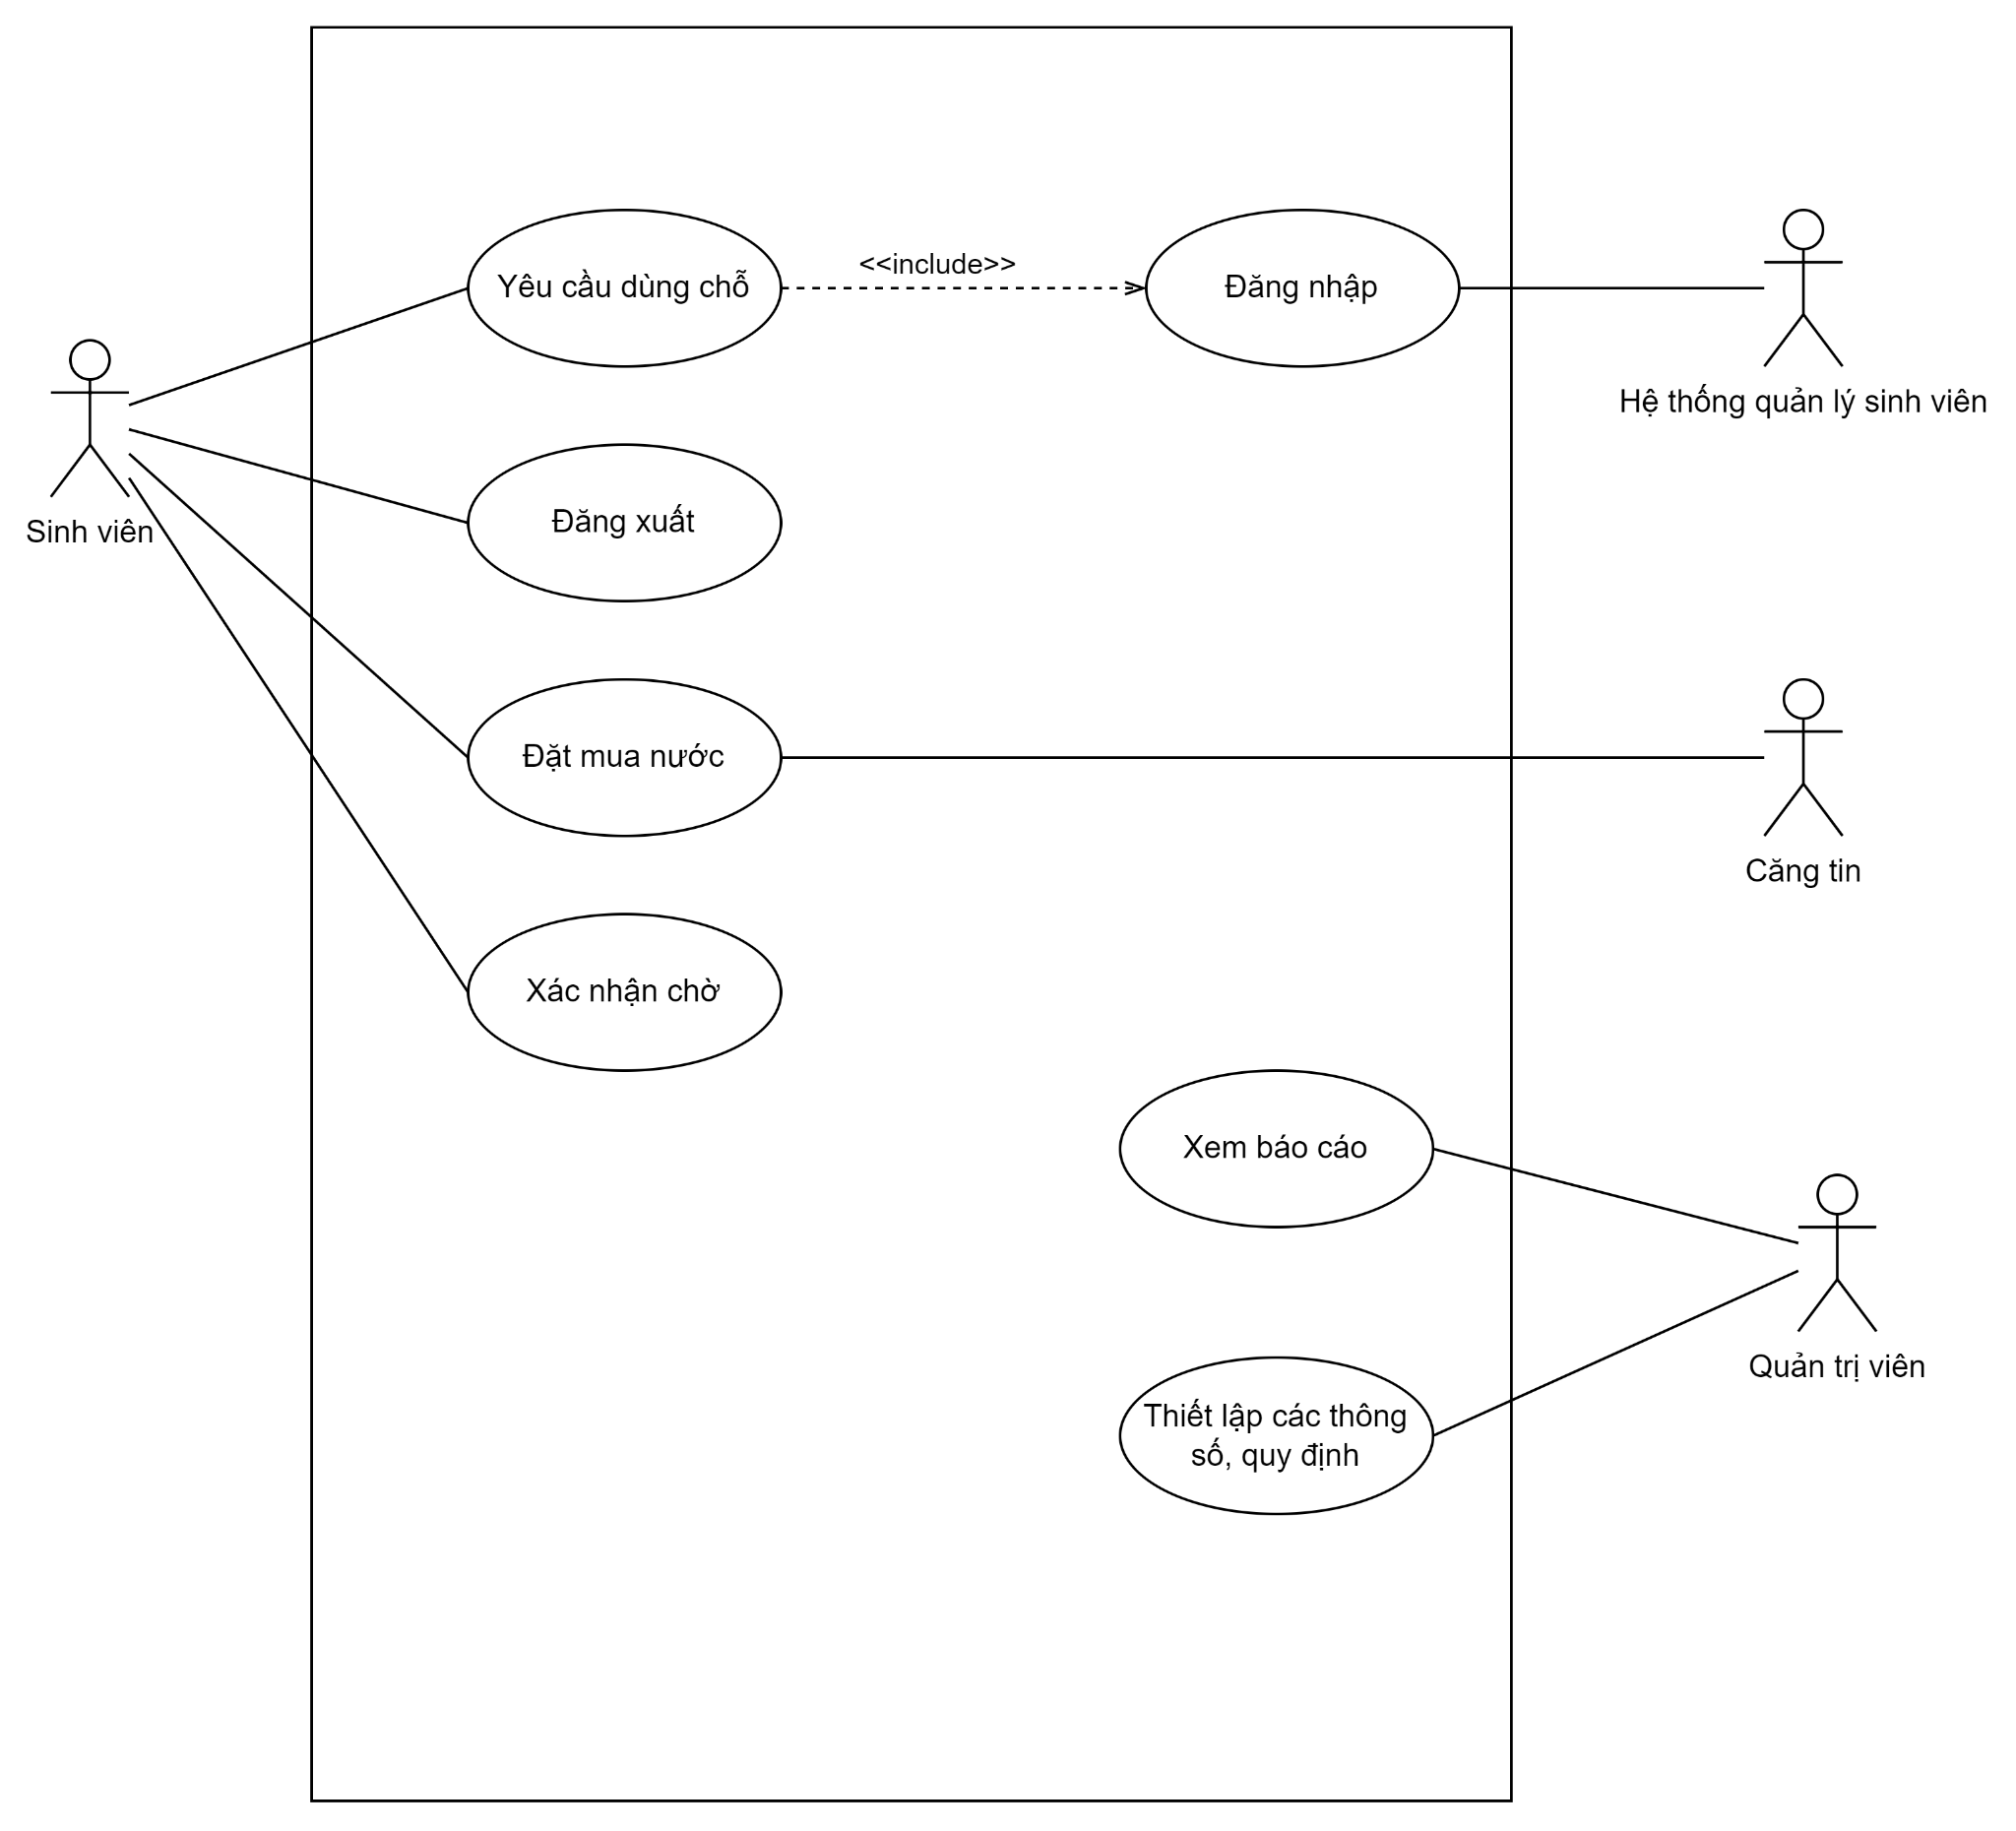 <<include>>
Yêu cầu dùng chỗ
Đăng nhập
Hệ thống quản lý sinh viên
Sinh viên
Đăng xuất
Đặt mua nước
Căng tin
Xác nhận chờ
Xem báo cáo
Quản trị viên
Thiết lập các thông
số, quy định